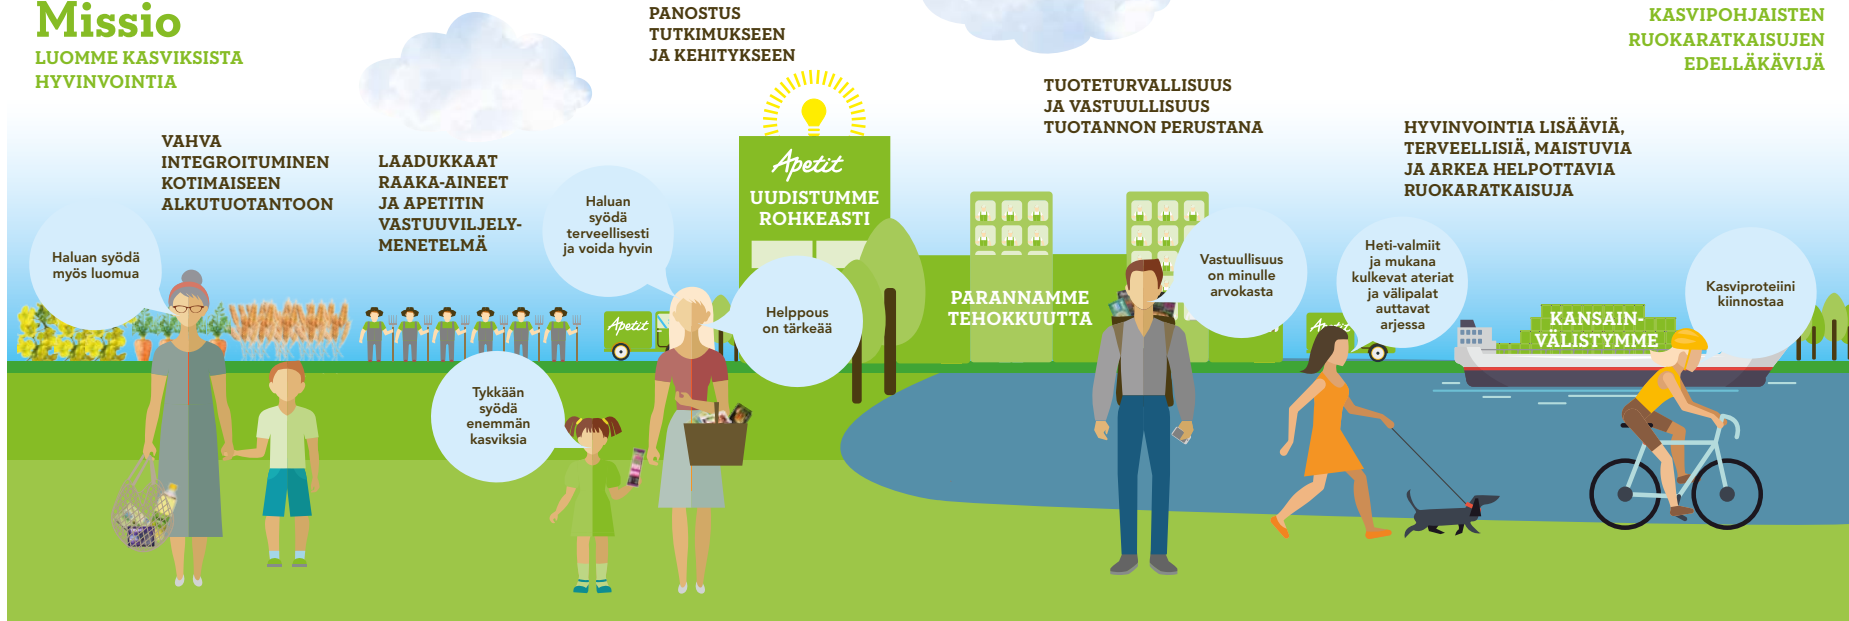 Missio
LUOMME KASVIKSISTA
HYVINVOINTIA
PANOSTUS
TUTKIMUKSEEN
JA KEHITYKSEEN
KASVIPOHJAISTEN
RUOKARATKAISUJEN
EDELLÄKÄVIJÄ
VAHVA
INTEGROITUMINEN
KOTIMAISEEN
ALKUTUOTANTOON
LAADUKKAAT
RAAKA-AINEET
JA APETITIN
VASTUUVILJELY-
MENETELMÄ
TUOTETURVALLISUUS
JA VASTUULLISUUS
TUOTANNON PERUSTANA
HYVINVOINTIA LISÄÄVIÄ,
TERVEELLISIÄ, MAISTUVIA
JA ARKEA HELPOTTAVIA
RUOKARATKAISUJA
Apetit
UUDISTUMME
ROHKEASTI
Haluan syödä
myös luomua
Haluan
syödä
terveellisesti
ja voida hyvin
Apetit
Helppous
on tärkeää
Tykkään
syödä
enemmän
kasviksia
PARANNAMME
TEHOKKUUTTA
Vastuullisuus
on minulle
arvokasta
Heti-valmiit
ja mukana
kulkevat ateriat
ja välipalat
auttavat
arjessa
KANSAIN-
VÄLISTYMME
Kasviproteiini
kiinnostaa